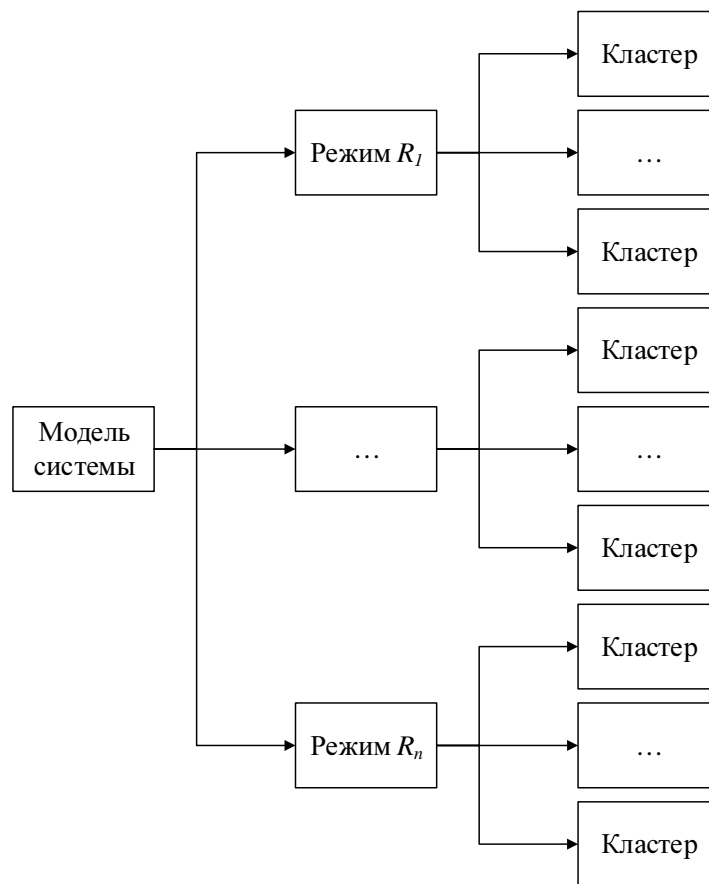 Кластер
Режим R₁
…
Кластер
Кластер
Модель
системы
…
…
Кластер
Кластер
Режим Rₙ
…
Кластер